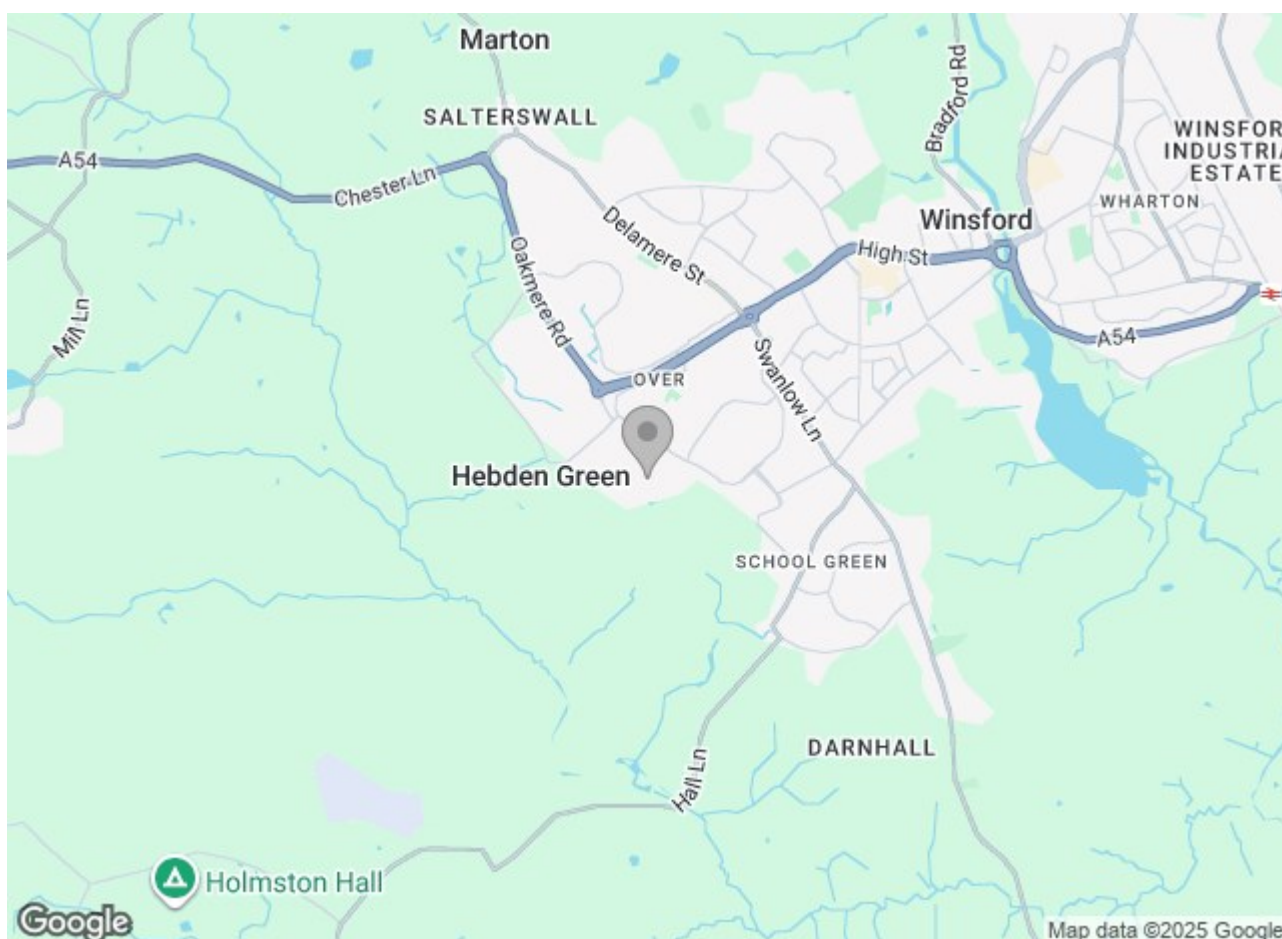 Marton
SALTERSWALL
Bradford Rd
WINSFOR
INDUSTRIA
ESTATE
A54
Chester Ln
WHARTON
Delamere St
Winsford
High St
Oakmere Rd
Mill Ln
A54
OVER
Swanlow Ln
Hebden Green
SCHOOL GREEN
DARNHALL
Hall Ln
Holmston Hall
Google
Map data ©2025 Google